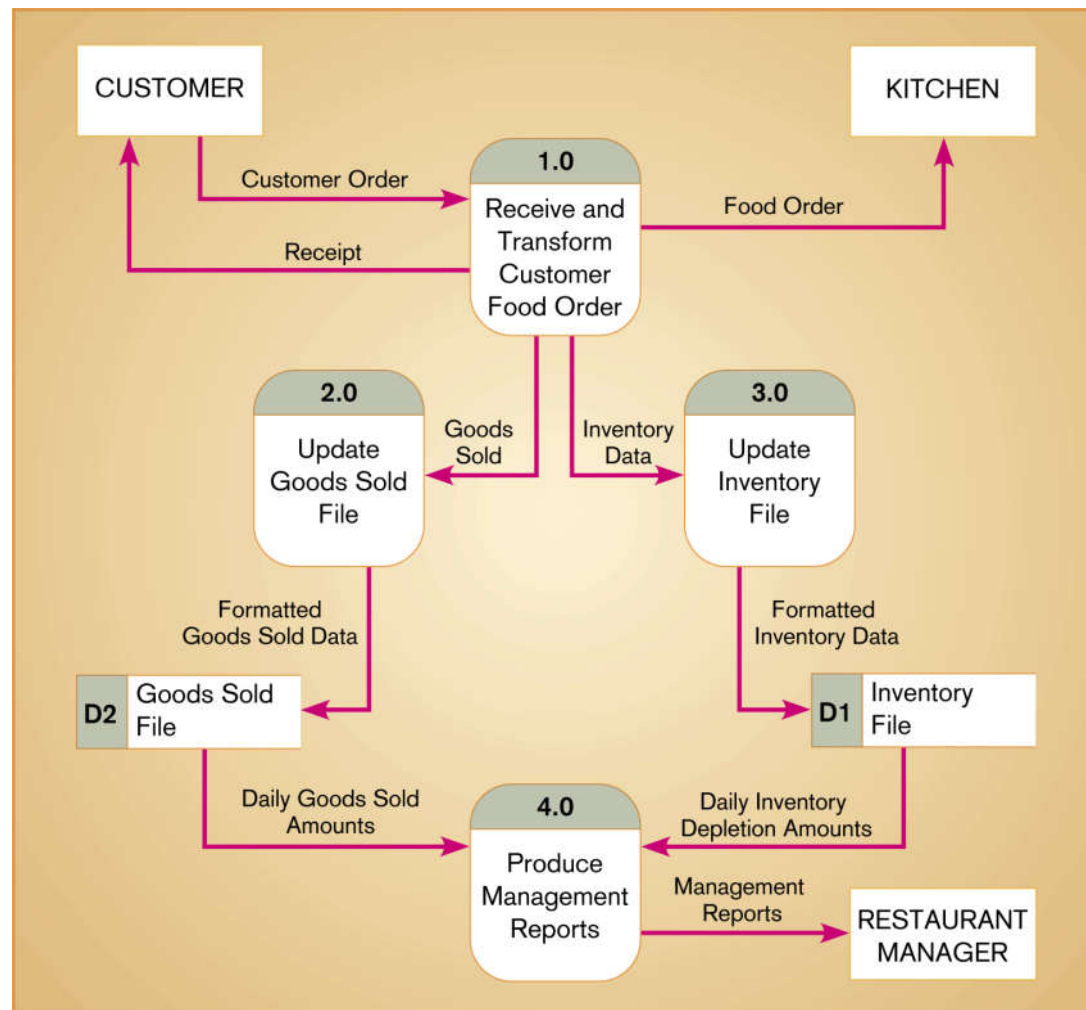 CUSTOMER
KITCHEN
1.0
Receive and
Transform
Customer
Food Order
Customer Order
Receipt
Food Order
2.0
Update
Goods Sold
File
Goods
Sold
Inventory
Data
3.0
Update
Inventory
File
Formatted
Goods Sold Data
Formatted
Inventory Data
D2
Goods Sold
File
D1
Inventory
File
Daily Goods Sold
Amounts
4.0
Produce
Management
Reports
Daily Inventory
Depletion Amounts
Management
Reports
RESTAURANT
MANAGER